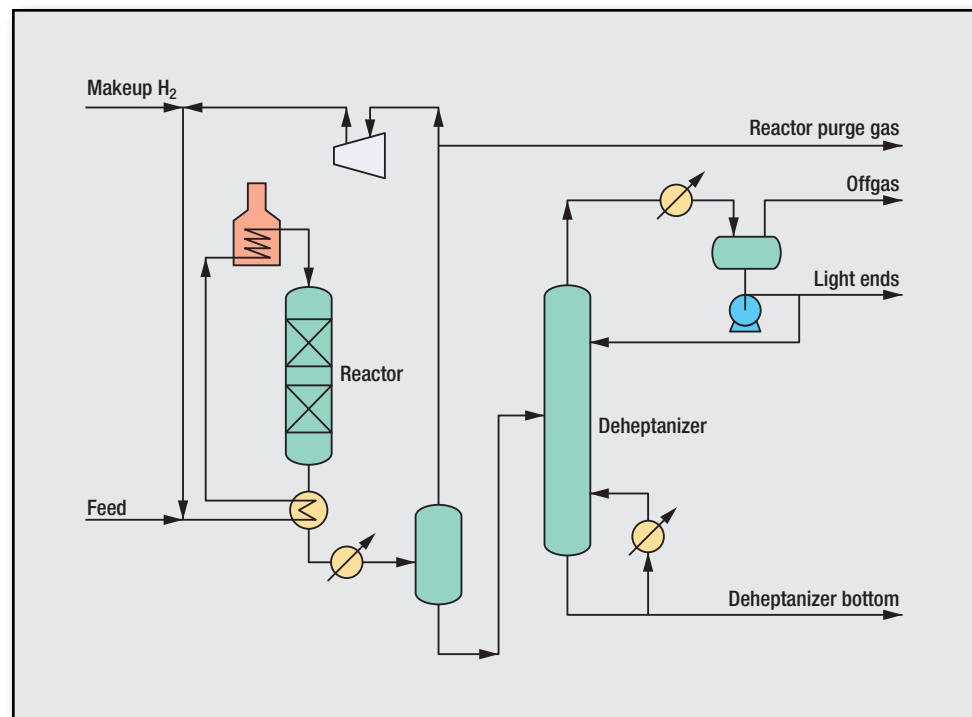 Makeup H₂
Reactor purge gas
Offgas
Light ends
Reactor
Deheptanizer
Feed
Deheptanizer bottom